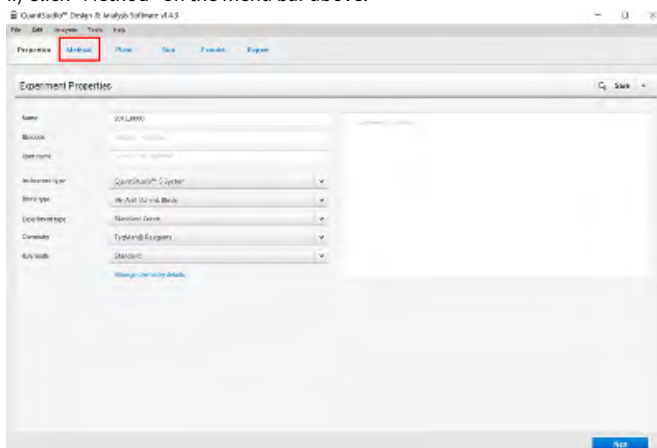 Click "Method" on the menu bar above.
QuantStudio™ Design & Analysis Software v1.4.3
File Edit Analysis Tools Help
Properties Method Plate Run Results Export
Experiment Properties
Save
Name
Barcode
User name
Instrument type QuantStudio™ 5 System
Block type
Experiment type Standard Curve
Chemistry TaqMan® Reagents
Run mode Standard
Manage chemistry details
Next